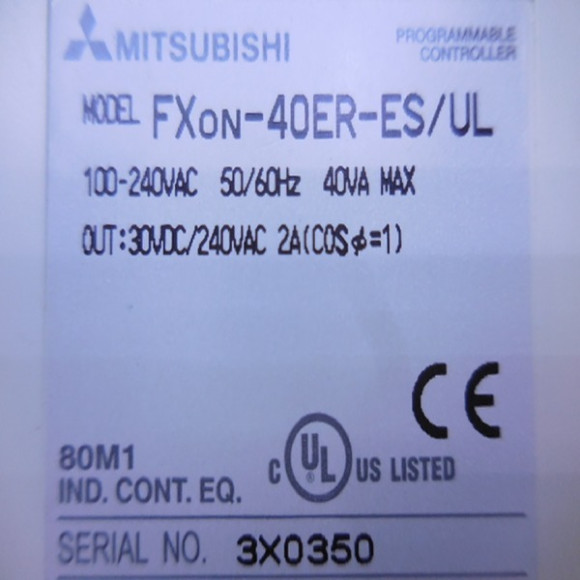 MITSUBISHI
PROGRAMMABLE
CONTROLLER
MODEL FXON-40ER-ES/UL
100-240VAC 50/60Hz 40VA MAX
OUT:30VDC/240VAC 2A(COSφ=1)
CE
80M1
IND. CONT. EQ.
C UL US LISTED
SERIAL NO. 3X0350